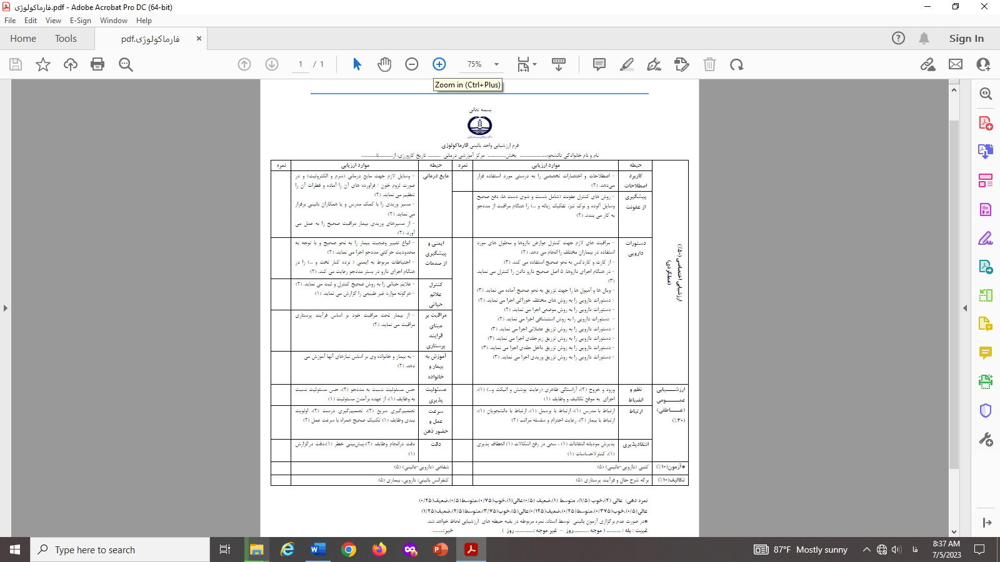 فارماکولوژی.pdf - Adobe Acrobat Pro DC (64-bit)
File Edit View E-Sign Window Help
Home Tools فارماکولوژی.pdf × Sign In
1 / 1 75%
Zoom in (Ctrl+Plus)
بسمه تعالی
فرم ارزشیابی واحد بالینی فارماکولوژی
نام و نام خانوادگی دانشجو:..................... بخش............... مرکز آموزشی درمانی .......... تاریخ کارورزی: از............تا............
حیطه موارد ارزیابی نمره حیطه موارد ارزیابی نمره
ارزشیابی اختصاصی (۵۰٪)
(عملکردی)
کاربرد
اصطلاحات
- اصطلاحات و اختصارات تخصصی را به درستی مورد استفاده قرار
می‌دهد. (۲)
پیشگیری
از عفونت
- روش های کنترل عفونت (شامل شست و شوی دست ها، دفع صحیح
وسایل آلوده و نوک تیز، تفکیک زباله و ...) را هنگام مراقبت از مددجو
به کار می بندد. (۲)
دستورات
دارویی
- مراقبت های لازم جهت کنترل عوارض داروها و محلول های مورد
استفاده در بیماران مختلف را انجام می دهد. (۲)
- از کارت و کاردکس به نحو صحیح استفاده می کند. (۳)
- در هنگام اجرای داروها، ۵ اصل صحیح دارو دادن را کنترل می نماید.
(۳)
- ویال ها و آمپول ها را جهت تزریق به نحو صحیح آماده می نماید. (۳)
- دستورات دارویی را به روش های مختلف خوراکی اجرا می نماید. (۲)
- دستورات دارویی را به روش موضعی اجرا می نماید. (۲)
- دستورات دارویی را به روش استنشاقی اجرا می نماید. (۲)
- دستورات دارویی را به روش تزریق عضلانی اجرا می نماید. (۳)
- دستورات دارویی را به روش تزریق زیرجلدی اجرا می نماید. (۳)
- دستورات دارویی را به روش تزریق داخل جلدی اجرا می نماید. (۳)
- دستورات دارویی را به روش تزریق وریدی اجرا می نماید. (۳)
مایع درمانی
- وسایل لازم جهت مایع درمانی (سرم و الکترولیت) و در
صورت لزوم خون / فراورده های آن را آماده و قطرات آن را
تنظیم می نماید. (۲)
- مسیر وریدی را با کمک مدرس و یا همکاران بالینی برقرار
می نماید. (۲)
- از مسیرهای وریدی بیمار مراقبت صحیح را به عمل می
آورد. (۲)
ایمنی و
پیشگیری
از صدمات
- انواع تغییر وضعیت بیمار را به نحو صحیح و با توجه به
محدودیت حرکتی مددجو اجرا می نماید. (۲)
- احتیاطات مربوط به ایمنی ( نرده کنار تخت و ...) را در
هنگام اجرای دارو در بستر مددجو رعایت می کند. (۲)
کنترل
علائم
حیاتی
- علایم حیاتی را به روش صحیح کنترل و ثبت می نماید. (۲)
- هرگونه موارد غیر طبیعی را گزارش می نماید. (۱)
مراقبت بر
مبنای
فرایند
پرستاری
- از بیمار تحت مراقبت خود بر اساس فرآیند پرستاری
مراقبت می نماید. (۲)
آموزش به
بیمار و
خانواده
- به بیمار و خانواده وی بر اساس نیازهای آنها آموزش می
دهد. (۲)
ارزشیابی
عمومی
(عاطفی)
(۳۰٪)
نظم و
انضباط
ورود و خروج (۲)، آراستگی ظاهری (رعایت پوشش و اتیکت و..) (۱)،
اجرای به موقع تکالیف و وظایف (۱)
مسئولیت
پذیری
حس مسئولیت نسبت به مددجو (۲)، حس مسئولیت نسبت
به وظایف (۱)، از عهده برآمدن مسئولیت (۱)
ارتباط
ارتباط با مدرس (۱)، ارتباط با پرسنل (۱)، ارتباط با دانشجویان (۱)،
ارتباط با بیمار (۲)، رعایت احترام و سلسله مراتب (۲)
سرعت
عمل و
حضور ذهن
تصمیم‌گیری سریع (۲)، تصمیم‌گیری درست (۲)، اولویت
بندی وظایف (۱) تکنیک صحیح همراه با سرعت عمل (۲)
انتقادپذیری
پذیرش مودبانه انتقادات (۱) ، سعی در رفع اشکالات (۱) انعطاف پذیری
(۱)، کنترل‌احساسات (۱)
دقت
دقت درانجام وظایف (۲)،پیش‌بینی خطر (۱)،دقت درگزارش
(۱)
*آزمون(۱۰٪) کتبی (دارویی-بالینی) (۵) شفاهی (دارویی-بالینی) (۵)
تکالیف(۱۰٪) برگه شرح حال و فرآیند پرستاری (۵) کنفرانس بالینی: دارویی، بیماری (۵)
نمره دهی: عالی (۲)،خوب (۱/۵)، متوسط (۱)،ضعیف (۰/۵)عالی(۱)،خوب(۰/۷۵)،متوسط(۰/۵)،ضعیف(۰/۲۵)
عالی(۰/۵)،خوب(۰/۳۷۵)،متوسط(۰/۲۵)،ضعیف(۰/۱۲۵)عالی(۵)،خوب(۳/۷۵)،متوسط(۲/۵)،ضعیف(۱/۲۵)
*در صورت عدم برگزاری آزمون بالینی توسط استاد، نمره مربوطه در بقیه حیطه های ارزشیابی لحاظ خواهد شد.
غیبت : بله : ........... ( موجه ............روز - غیر موجه :.............. روز ) خیر:........
Type here to search
87°F Mostly sunny فا 8:37 AM
7/5/2023